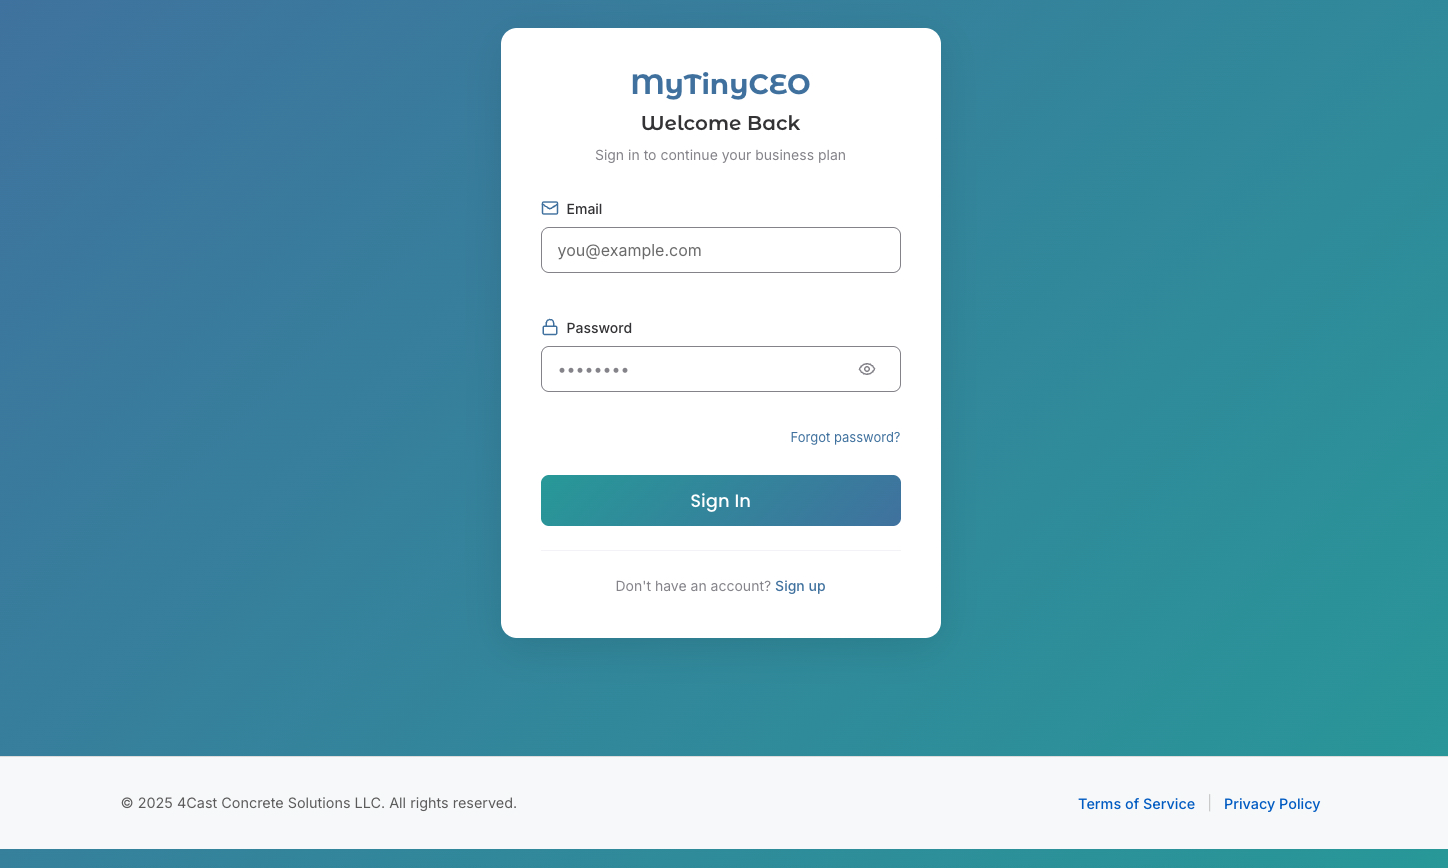 MyTinyCEO
Welcome Back
Sign in to continue your business plan
Email
you@example.com
Password
••••••••
Forgot password?
Sign In
Don't have an account? Sign up
© 2025 4Cast Concrete Solutions LLC. All rights reserved.
Terms of Service | Privacy Policy